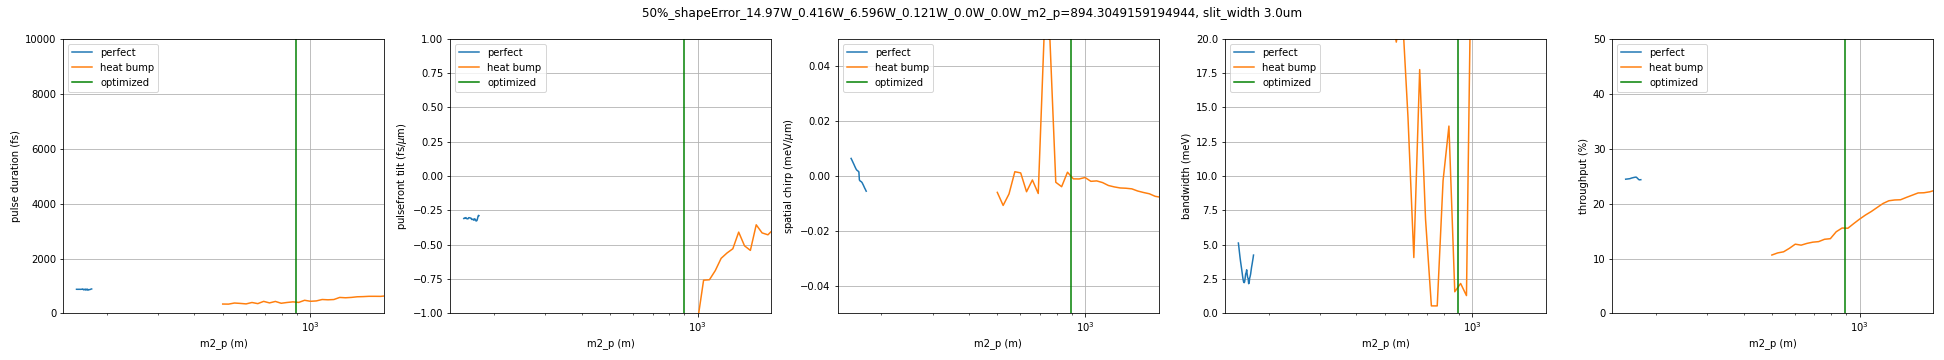 50%_shapeError_14.97W_0.416W_6.596W_0.121W_0.0W_0.0W_m2_p=894.3049159194944, slit_width 3.0um
pulse duration (fs)
10000
8000
6000
4000
2000
0
perfect
heat bump
optimized
10³
m2_p (m)
pulsefront tilt (fs/μm)
1.00
0.75
0.50
0.25
0.00
−0.25
−0.50
−0.75
−1.00
perfect
heat bump
optimized
10³
m2_p (m)
spatial chirp (meV/μm)
0.04
0.02
0.00
−0.02
−0.04
perfect
heat bump
optimized
10³
m2_p (m)
bandwidth (meV)
20.0
17.5
15.0
12.5
10.0
7.5
5.0
2.5
0.0
perfect
heat bump
optimized
10³
m2_p (m)
throughput (%)
50
40
30
20
10
0
perfect
heat bump
optimized
10³
m2_p (m)